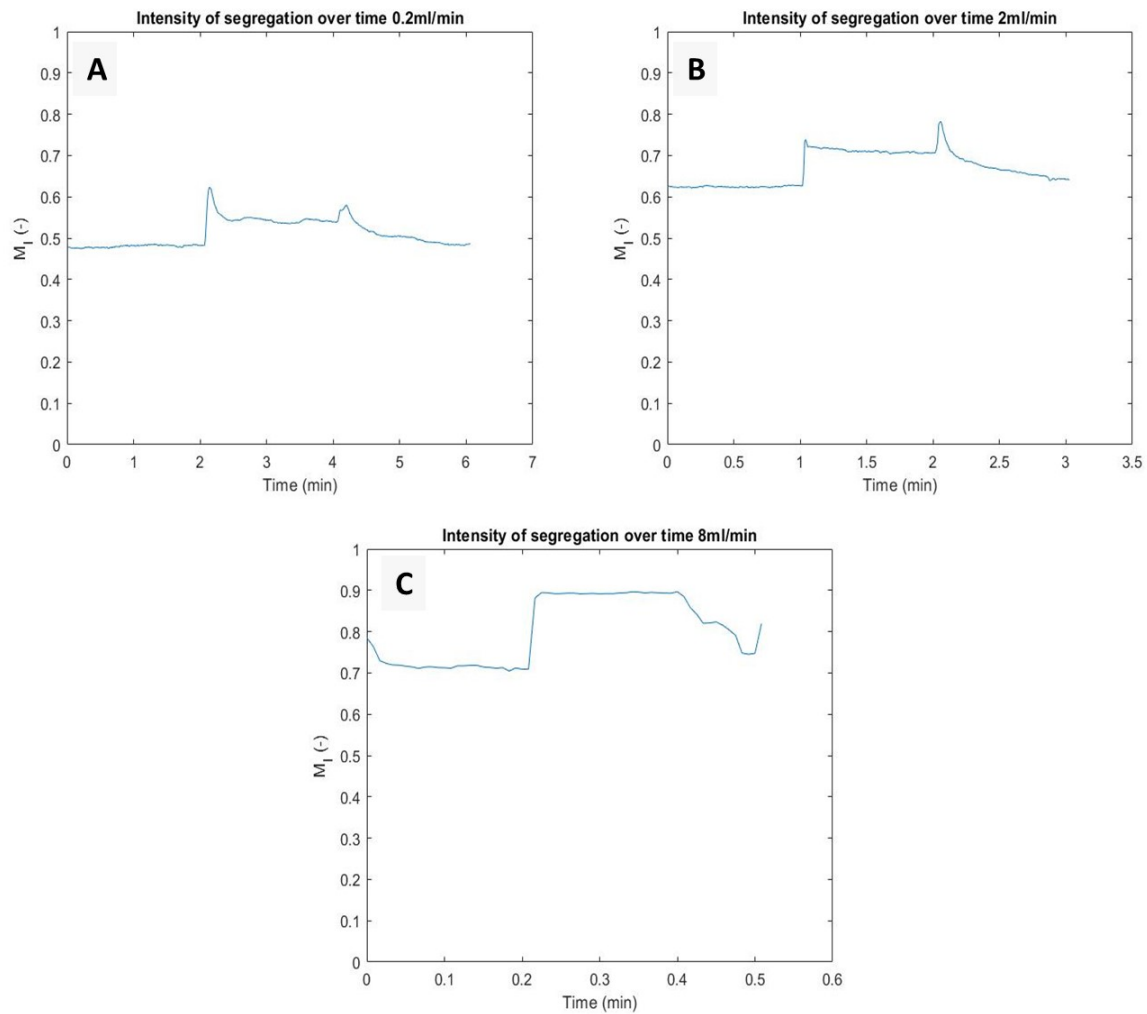 Intensity of segregation over time 0.2ml/min
A
1
0.9
0.8
0.7
0.6
0.5
0.4
0.3
0.2
0.1
0
M_I (-)
0 1 2 3 4 5 6 7
Time (min)
Intensity of segregation over time 2ml/min
B
1
0.9
0.8
0.7
0.6
0.5
0.4
0.3
0.2
0.1
0
M_I (-)
0 0.5 1 1.5 2 2.5 3 3.5
Time (min)
Intensity of segregation over time 8ml/min
C
1
0.9
0.8
0.7
0.6
0.5
0.4
0.3
0.2
0.1
0
M_I (-)
0 0.1 0.2 0.3 0.4 0.5 0.6
Time (min)